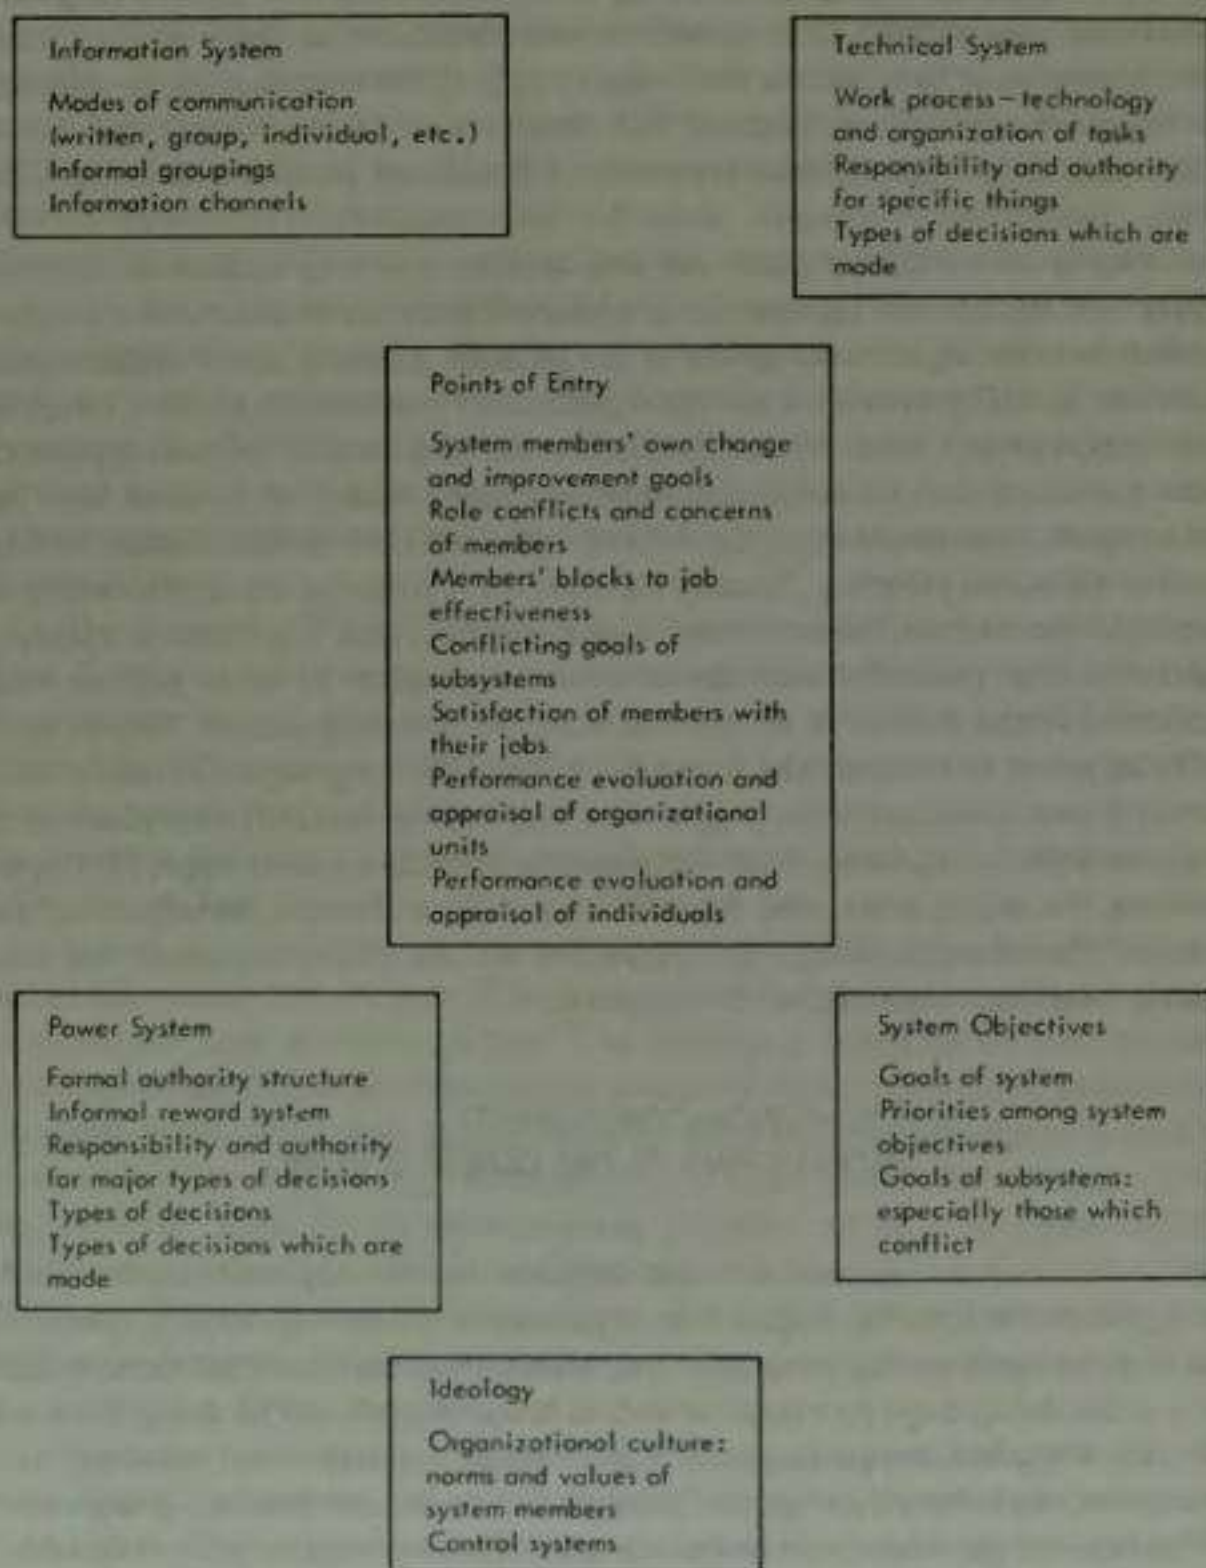 Information System
Modes of communication
(written, group, individual, etc.)
Informal groupings
Information channels
Technical System
Work process—technology
and organization of tasks
Responsibility and authority
for specific things
Types of decisions which are
made
Points of Entry
System members' own change
and improvement goals
Role conflicts and concerns
of members
Members' blocks to job
effectiveness
Conflicting goals of
subsystems
Satisfaction of members with
their jobs
Performance evaluation and
appraisal of organizational
units
Performance evaluation and
appraisal of individuals
Power System
Formal authority structure
Informal reward system
Responsibility and authority
for major types of decisions
Types of decisions
Types of decisions which are
made
System Objectives
Goals of system
Priorities among system
objectives
Goals of subsystems:
especially those which
conflict
Ideology
Organizational culture:
norms and values of
system members
Control systems